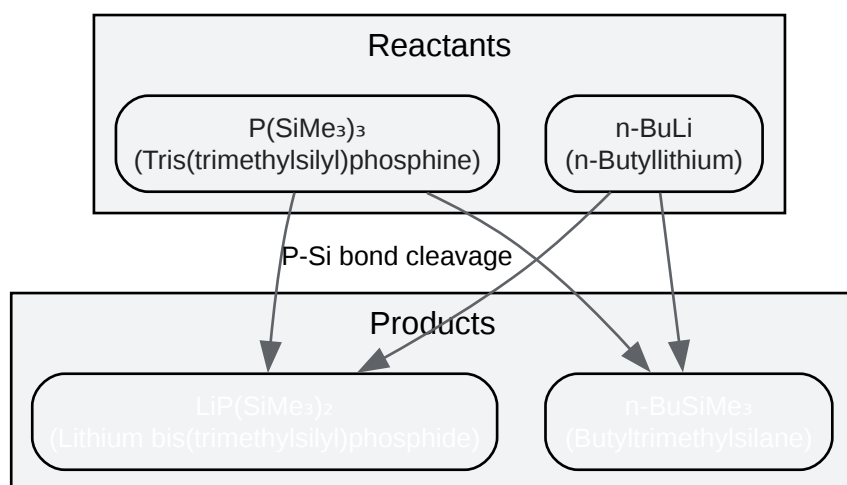 Reactants
P(SiMe₃)₃
(Tris(trimethylsilyl)phosphine)
n-BuLi
(n-Butyllithium)
P-Si bond cleavage
Products
LiP(SiMe₃)₂
(Lithium bis(trimethylsilyl)phosphide)
n-BuSiMe₃
(Butyltrimethylsilane)